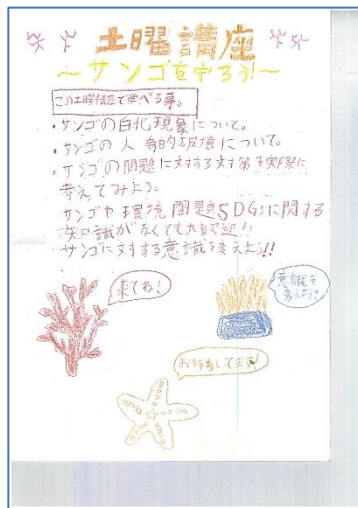 土曜講座
～サンゴを守ろう!～
この土曜講座で学べる事。
・サンゴの白化現象について。
・サンゴの人為的破壊について。
・サンゴの問題に対する対策を実際に
考えてみよう。
サンゴや環境問題SDGsに関する
知識がなくても大歓迎!!
サンゴに対する意識を変えよう!!
来てね!
意識を
変えよう!
お待ちしてます!